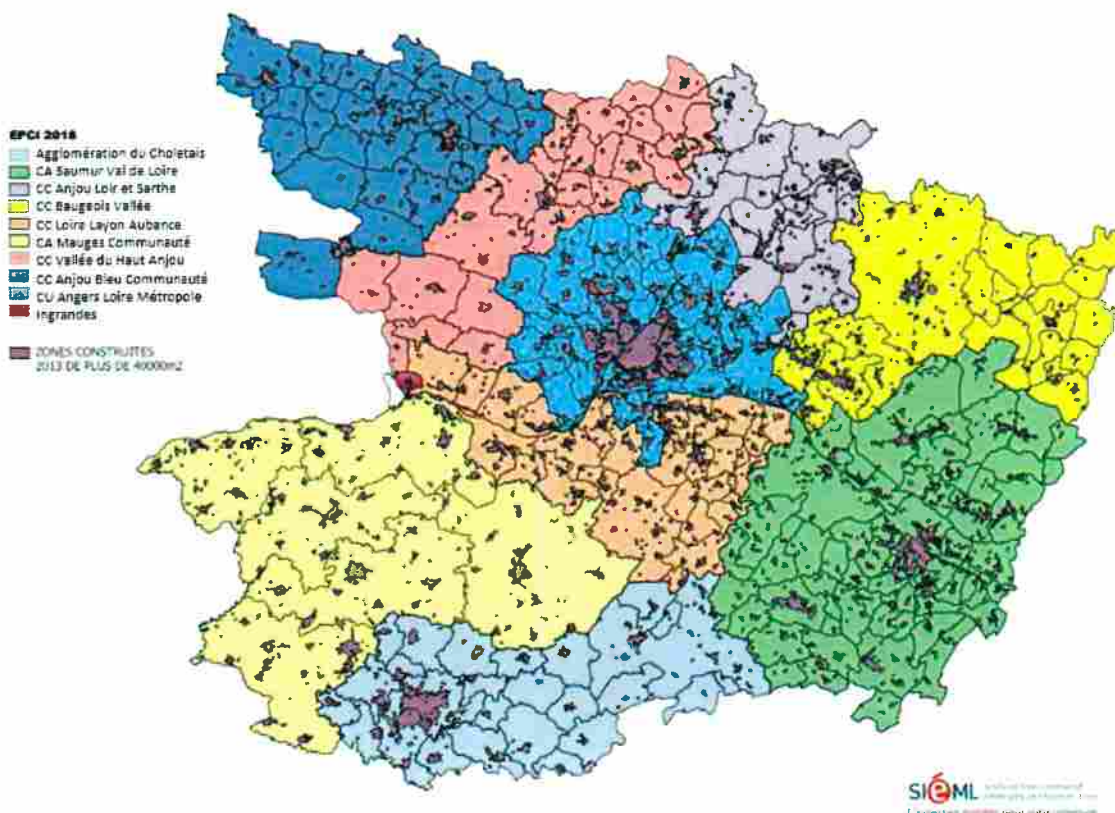 EPCI 2016
Agglomération du Choletais
CA Saumur Val de Loire
CC Anjou Loir et Sarthe
CC Baugeois Vallée
CC Loire Layon Aubance
CA Mauges Communauté
CC Vallée du Haut Anjou
CC Anjou Bleu Communauté
CU Angers Loire Métropole
Ingrandes
ZONES CONSTRUITES
2013 DE PLUS DE 40000m2
SIéML